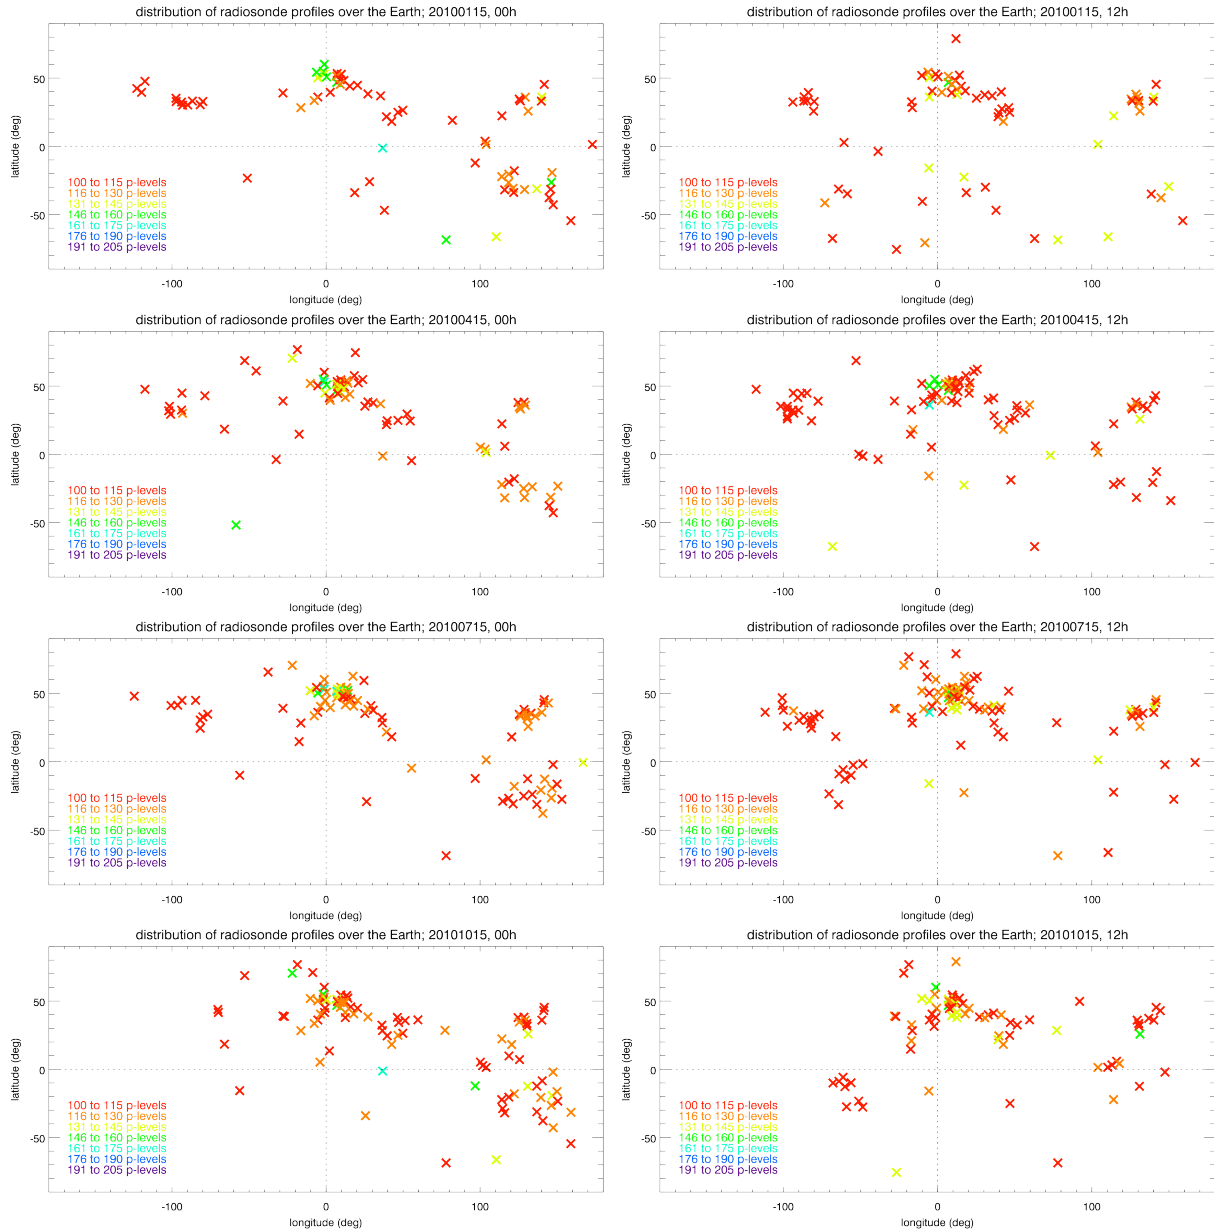 distribution of radiosonde profiles over the Earth; 20100115, 00h
50
0
-50
latitude (deg)
100 to 115 p-levels
116 to 130 p-levels
131 to 145 p-levels
146 to 160 p-levels
161 to 175 p-levels
176 to 190 p-levels
191 to 205 p-levels
-100 0 100
longitude (deg)
distribution of radiosonde profiles over the Earth; 20100115, 12h
50
0
-50
latitude (deg)
100 to 115 p-levels
116 to 130 p-levels
131 to 145 p-levels
146 to 160 p-levels
161 to 175 p-levels
176 to 190 p-levels
191 to 205 p-levels
-100 0 100
longitude (deg)
distribution of radiosonde profiles over the Earth; 20100415, 00h
50
0
-50
latitude (deg)
100 to 115 p-levels
116 to 130 p-levels
131 to 145 p-levels
146 to 160 p-levels
161 to 175 p-levels
176 to 190 p-levels
191 to 205 p-levels
-100 0 100
longitude (deg)
distribution of radiosonde profiles over the Earth; 20100415, 12h
50
0
-50
latitude (deg)
100 to 115 p-levels
116 to 130 p-levels
131 to 145 p-levels
146 to 160 p-levels
161 to 175 p-levels
176 to 190 p-levels
191 to 205 p-levels
-100 0 100
longitude (deg)
distribution of radiosonde profiles over the Earth; 20100715, 00h
50
0
-50
latitude (deg)
100 to 115 p-levels
116 to 130 p-levels
131 to 145 p-levels
146 to 160 p-levels
161 to 175 p-levels
176 to 190 p-levels
191 to 205 p-levels
-100 0 100
longitude (deg)
distribution of radiosonde profiles over the Earth; 20100715, 12h
50
0
-50
latitude (deg)
100 to 115 p-levels
116 to 130 p-levels
131 to 145 p-levels
146 to 160 p-levels
161 to 175 p-levels
176 to 190 p-levels
191 to 205 p-levels
-100 0 100
longitude (deg)
distribution of radiosonde profiles over the Earth; 20101015, 00h
50
0
-50
latitude (deg)
100 to 115 p-levels
116 to 130 p-levels
131 to 145 p-levels
146 to 160 p-levels
161 to 175 p-levels
176 to 190 p-levels
191 to 205 p-levels
-100 0 100
longitude (deg)
distribution of radiosonde profiles over the Earth; 20101015, 12h
50
0
-50
latitude (deg)
100 to 115 p-levels
116 to 130 p-levels
131 to 145 p-levels
146 to 160 p-levels
161 to 175 p-levels
176 to 190 p-levels
191 to 205 p-levels
-100 0 100
longitude (deg)